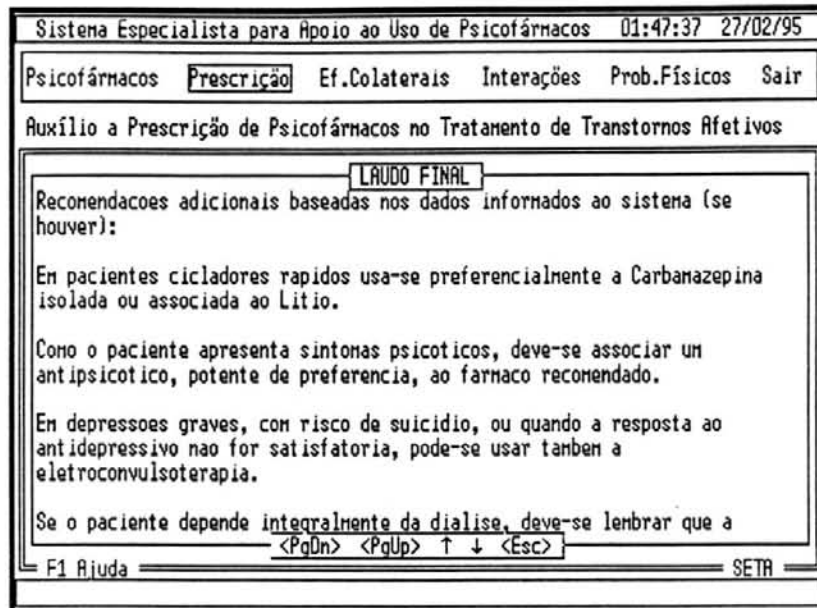 Sistema Especialista para Apoio ao Uso de Psicofármacos 01:47:37 27/02/95
Psicofármacos Prescrição Ef.Colaterais Interações Prob.Físicos Sair
Auxílio a Prescrição de Psicofármacos no Tratamento de Transtornos Afetivos
LAUDO FINAL
Recomendacoes adicionais baseadas nos dados informados ao sistema (se
houver):
Em pacientes cicladores rapidos usa-se preferencialmente a Carbamazepina
isolada ou associada ao Litio.
Como o paciente apresenta sintomas psicoticos, deve-se associar um
antipsicotico, potente de preferencia, ao farmaco recomendado.
Em depressoes graves, com risco de suicidio, ou quando a resposta ao
antidepressivo nao for satisfatoria, pode-se usar tambem a
eletroconvulsoterapia.
Se o paciente depende integralmente da dialise, deve-se lembrar que a
<PgDn> <PgUp> ↑ ↓ <Esc>
F1 Ajuda SETA